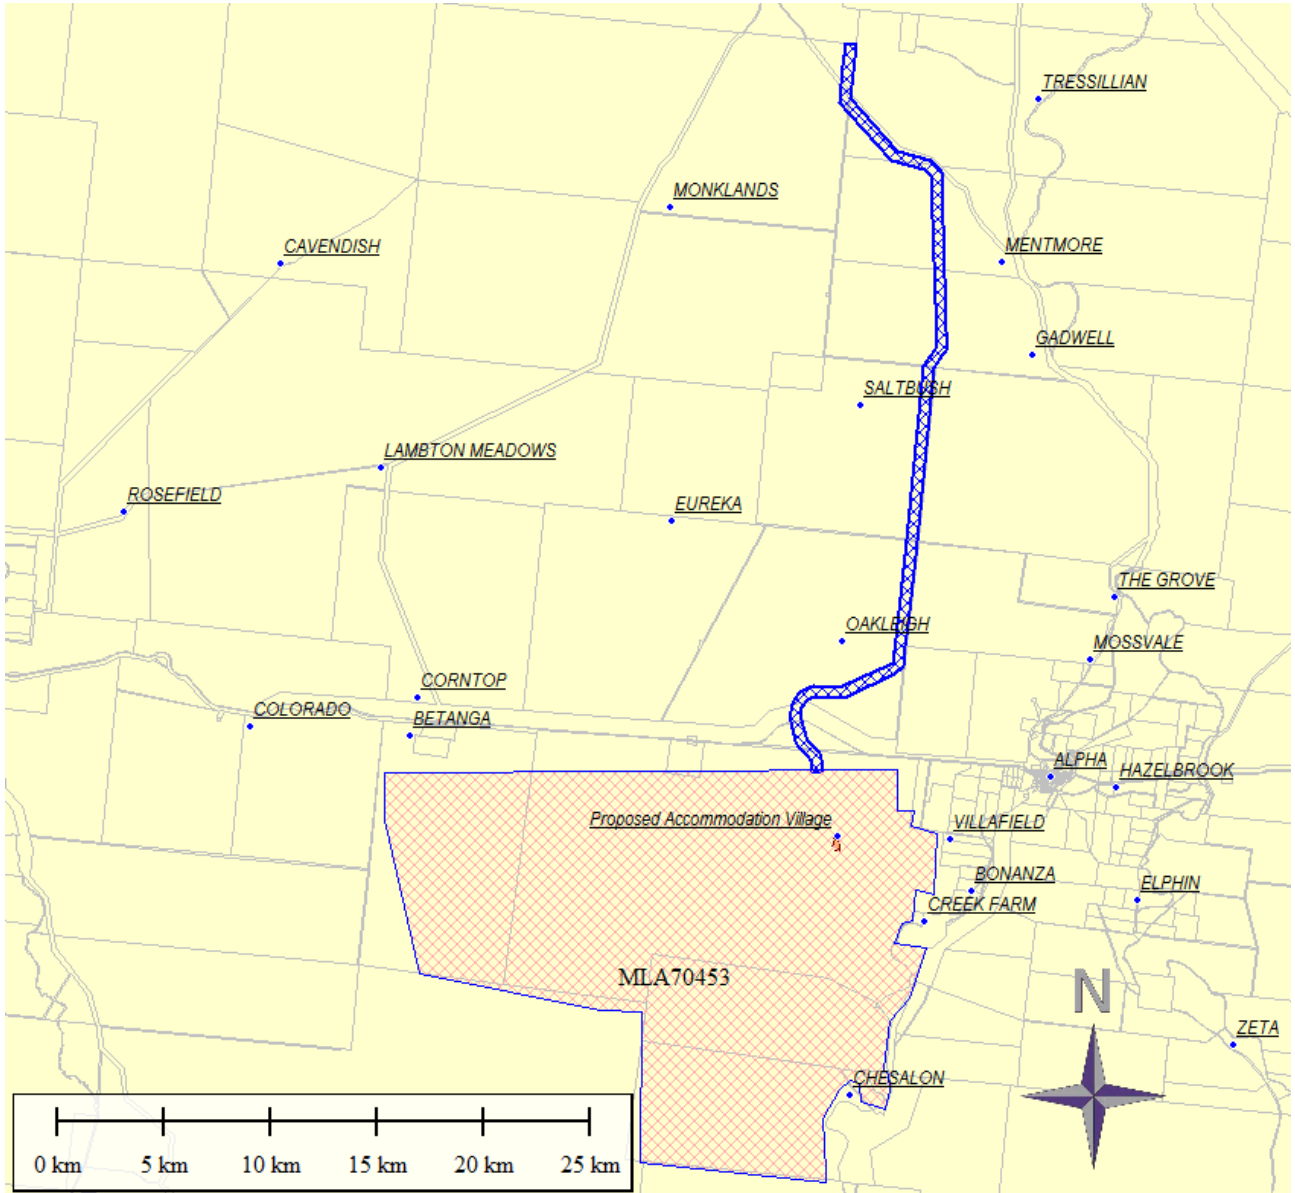 TRESSILLIAN
MONKLANDS
CAVENDISH
MENTMORE
GADWELL
SALTBUSH
LAMBTON MEADOWS
ROSEFIELD
EUREKA
THE GROVE
OAKLEIGH
MOSSVALE
CORNTOP
COLORADO
BETANGA
ALPHA
HAZELBROOK
Proposed Accommodation Village
VILLAFIELD
BONANZA
ELPHIN
CREEK FARM
MLA70453
N
ZETA
CHESALON
0 km 5 km 10 km 15 km 20 km 25 km